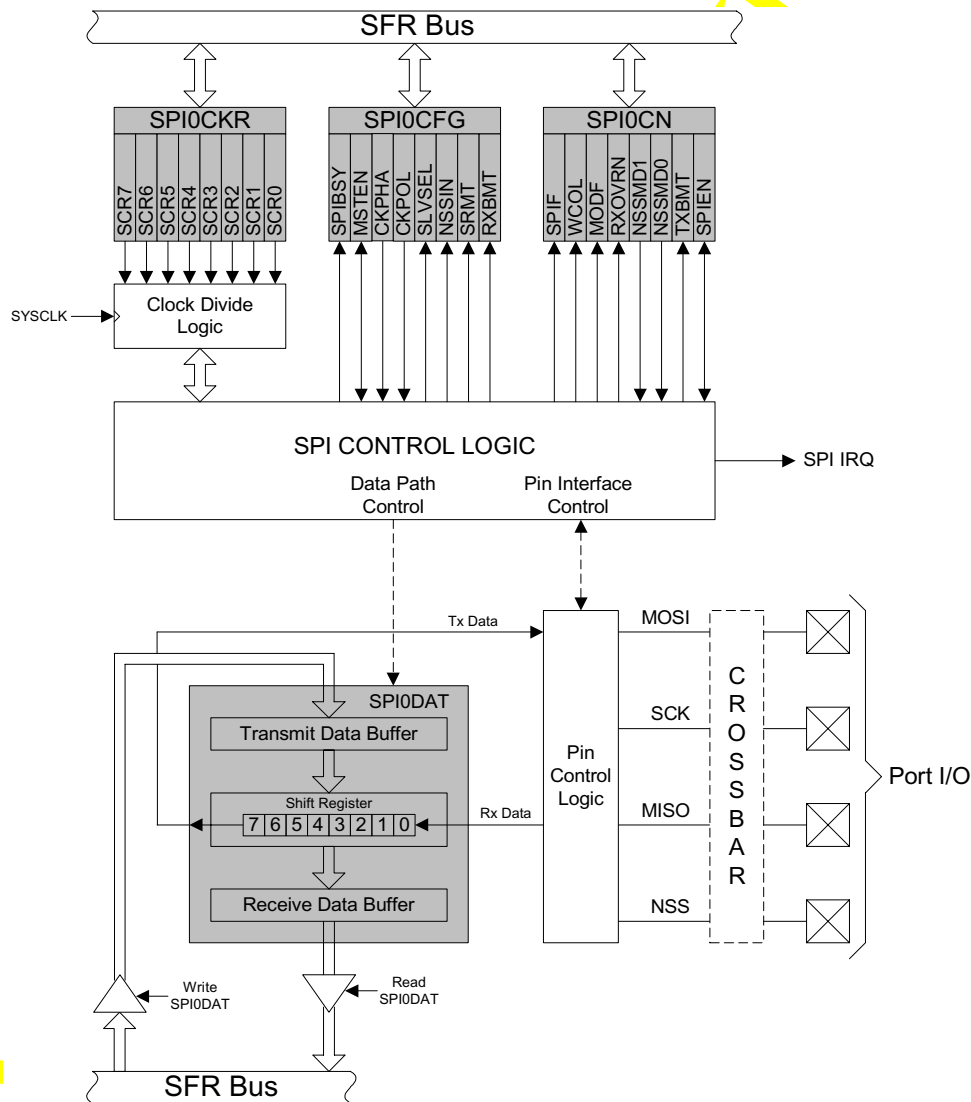 SFR Bus
SPI0CKR
SCR7
SCR6
SCR5
SCR4
SCR3
SCR2
SCR1
SCR0
SPI0CFG
SPIBSY
MSTEN
CKPHA
CKPOL
SLVSEL
NSSIN
SRMT
RXBMT
SPI0CN
SPIF
WCOL
MODF
RXOVRN
NSSMD1
NSSMD0
TXBMT
SPIEN
SYSCLK
Clock Divide
Logic
SPI CONTROL LOGIC
Data Path
Control
Pin Interface
Control
SPI IRQ
Tx Data
SPI0DAT
Transmit Data Buffer
Shift Register
7 6 5 4 3 2 1 0
Rx Data
Receive Data Buffer
Pin
Control
Logic
MOSI
SCK
MISO
NSS
C
R
O
S
S
B
A
R
Port I/O
Write
SPI0DAT
Read
SPI0DAT
SFR Bus